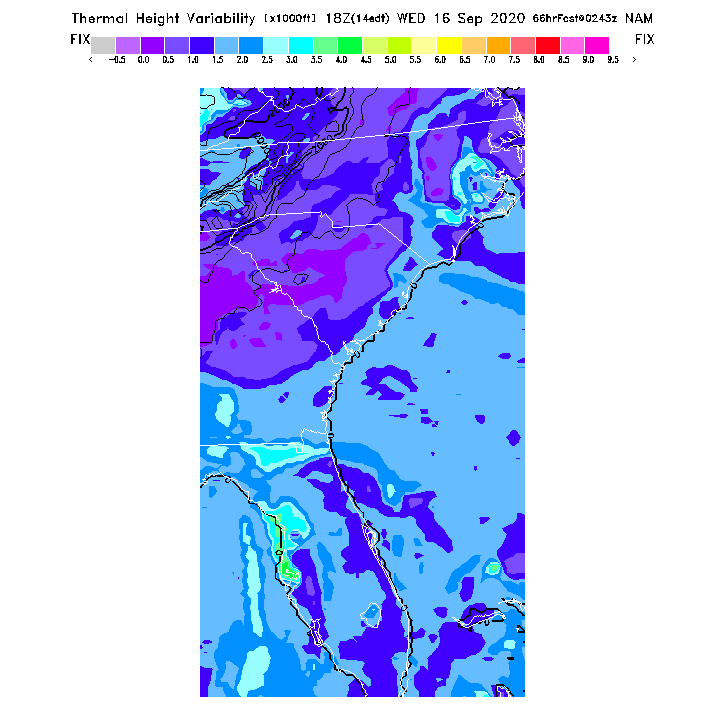 Thermal Height Variability [x1000ft] 18Z(14edt) WED 16 Sep 2020 66hrFcst@0243z NAM
FIX FIX
< -0.5 0.0 0.5 1.0 1.5 2.0 2.5 3.0 3.5 4.0 4.5 5.0 5.5 6.0 6.5 7.0 7.5 8.0 8.5 9.0 9.5 >